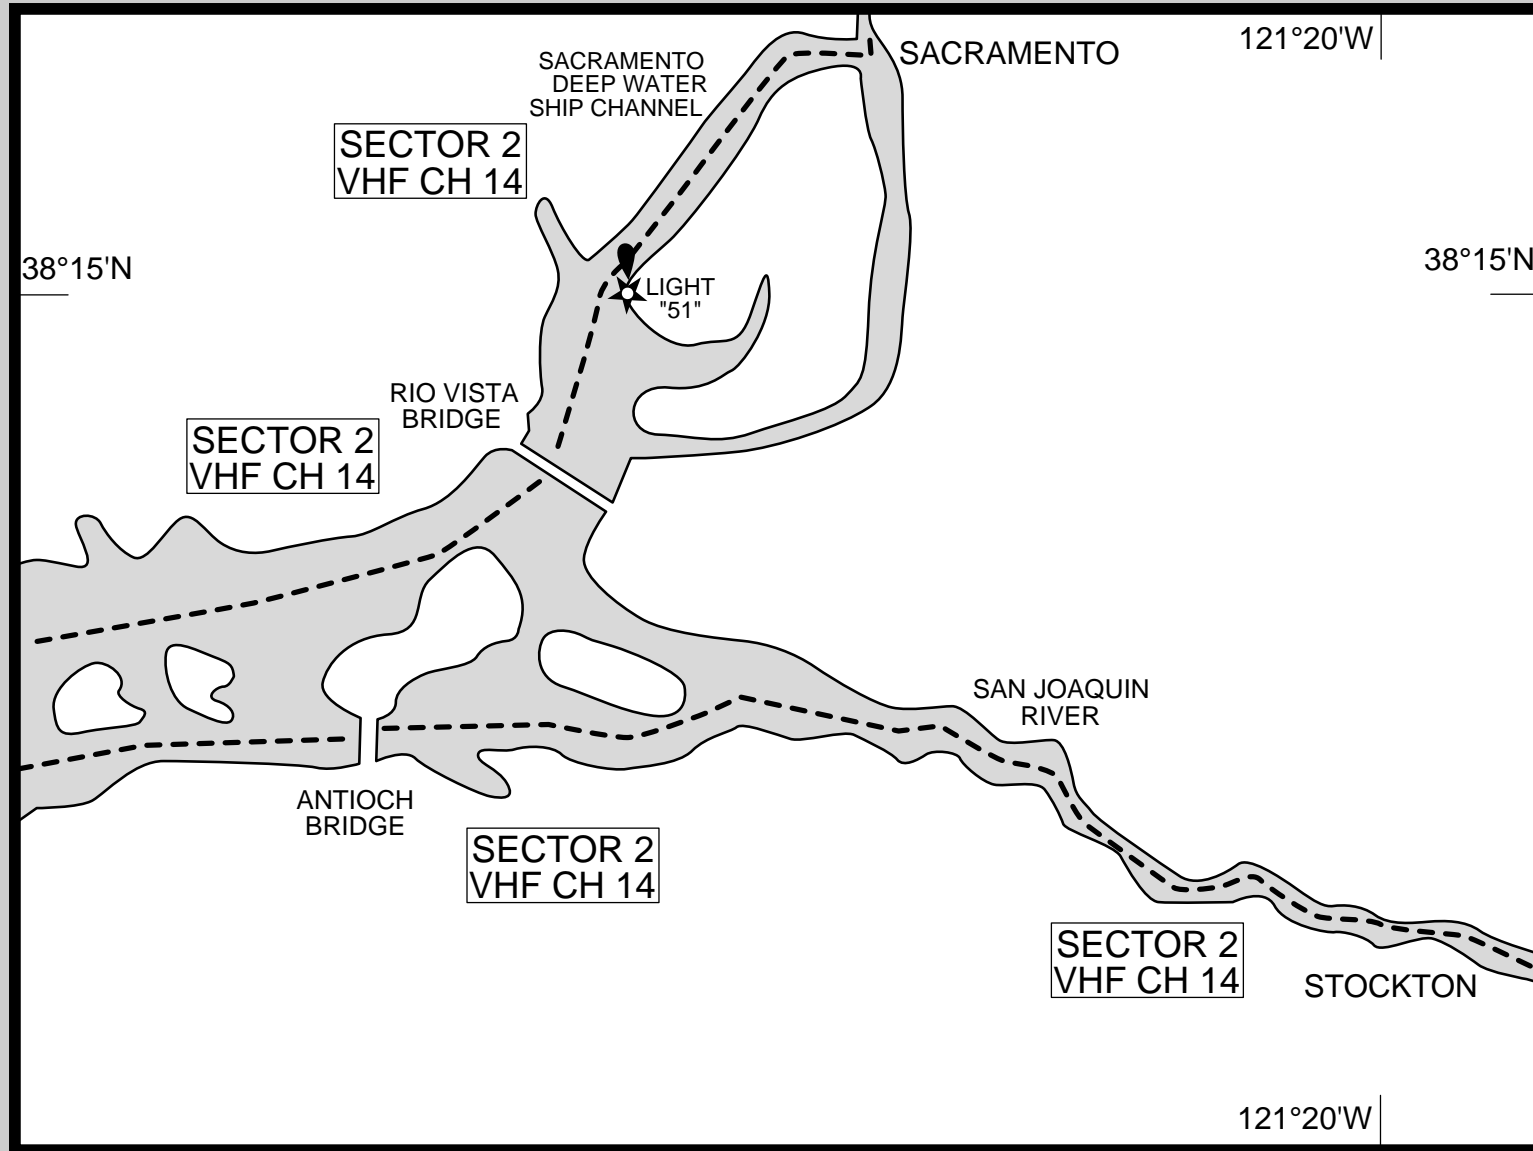 121°20'W
SACRAMENTO
SACRAMENTO
DEEP WATER
SHIP CHANNEL
SECTOR 2
VHF CH 14
38°15'N
38°15'N
LIGHT
"51"
RIO VISTA
BRIDGE
SECTOR 2
VHF CH 14
SAN JOAQUIN
RIVER
ANTIOCH
BRIDGE
SECTOR 2
VHF CH 14
SECTOR 2
VHF CH 14
STOCKTON
121°20'W